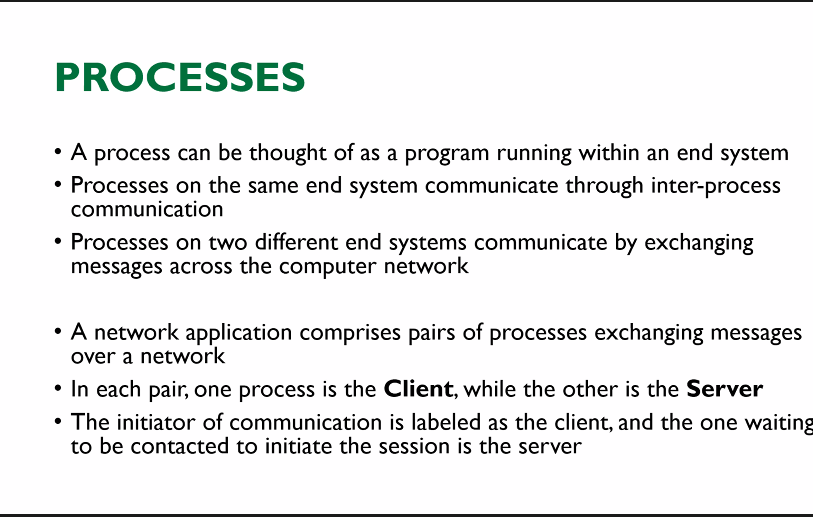 PROCESSES
• A process can be thought of as a program running within an end system
• Processes on the same end system communicate through inter-process
communication
• Processes on two different end systems communicate by exchanging
messages across the computer network
• A network application comprises pairs of processes exchanging messages
over a network
• In each pair, one process is the Client, while the other is the Server
• The initiator of communication is labeled as the client, and the one waiting
to be contacted to initiate the session is the server